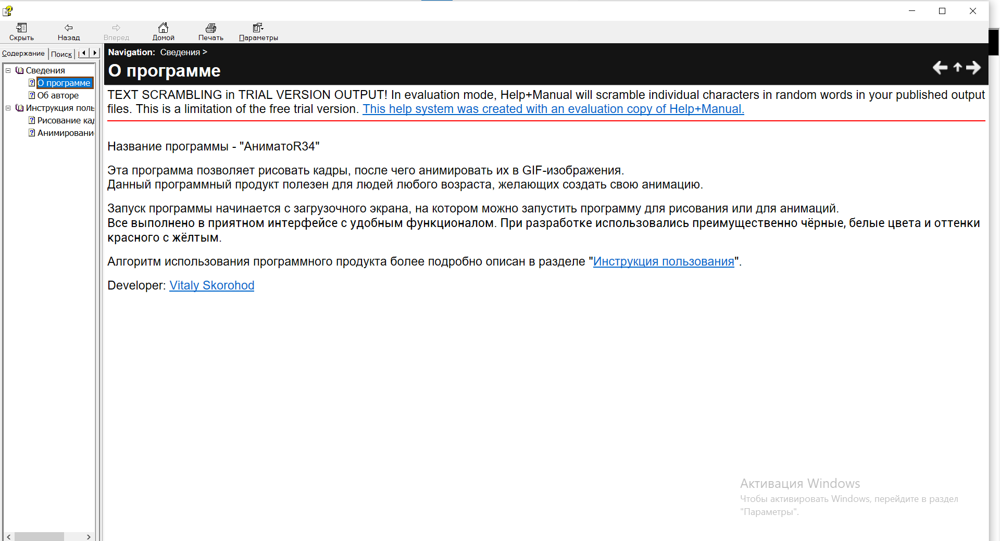 Скрыть Назад Вперед Домой Печать Параметры
Содержание Поиск
Сведения
О программе
Об авторе
Инструкция
Рисование
Navigation: Сведения >
О программе
TEXT SCRAMBLING in TRIAL VERSION OUTPUT! In evaluation mode, Help+Manual will scramble individual characters in random words in your published output
files. This is a limitation of the free trial version. This help system was created with an evaluation copy of Help+Manual.
Название программы - "АниматоR34"
Эта программа позволяет рисовать кадры, после чего анимировать их в GIF-изображения.
Данный программный продукт полезен для людей любого возраста, желающих создать свою анимацию.
Запуск программы начинается с загрузочного экрана, на котором можно запустить программу для рисования или для анимаций.
Все выполнено в приятном интерфейсе с удобным функционалом. При разработке использовались преимущественно чёрные, белые цвета и оттенки
красного с жёлтым.
Алгоритм использования программного продукта более подробно описан в разделе "Инструкция пользования".
Developer: Vitaly Skorohod
Активация Windows
Чтобы активировать Windows, перейдите в раздел
"Параметры".